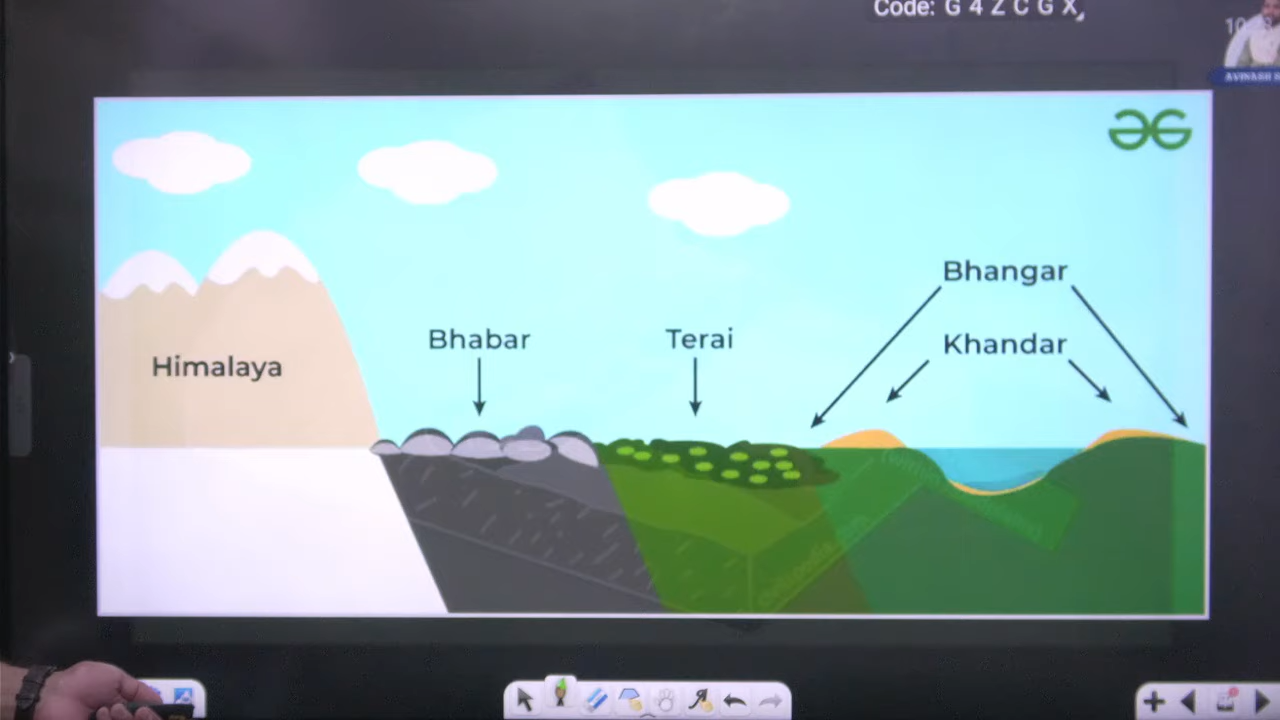 Code: G 4 Z C G X
Bhangar
Bhabar
Terai
Khandar
Himalaya